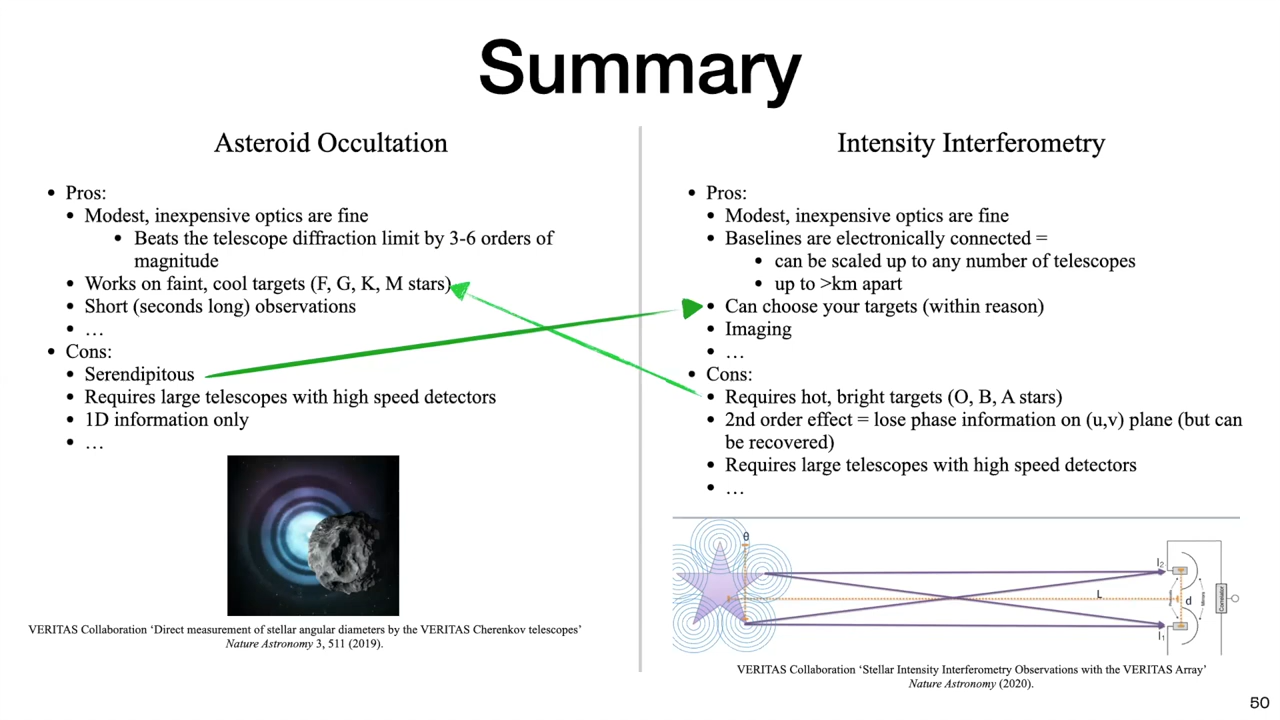 Summary
Asteroid Occultation
• Pros:
• Modest, inexpensive optics are fine
• Beats the telescope diffraction limit by 3-6 orders of
magnitude
• Works on faint, cool targets (F, G, K, M stars)
• Short (seconds long) observations
• …
• Cons:
• Serendipitous
• Requires large telescopes with high speed detectors
• 1D information only
• …
VERITAS Collaboration ‘Direct measurement of stellar angular diameters by the VERITAS Cherenkov telescopes’
Nature Astronomy 3, 511 (2019).
Intensity Interferometry
• Pros:
• Modest, inexpensive optics are fine
• Baselines are electronically connected =
• can be scaled up to any number of telescopes
• up to >km apart
• Can choose your targets (within reason)
• Imaging
• …
• Cons:
• Requires hot, bright targets (O, B, A stars)
• 2nd order effect = lose phase information on (u,v) plane (but can
be recovered)
• Requires large telescopes with high speed detectors
• …
θ
I₂
L
d
Correlator
I₁
VERITAS Collaboration ‘Stellar Intensity Interferometry Observations with the VERITAS Array’
Nature Astronomy (2020).
50